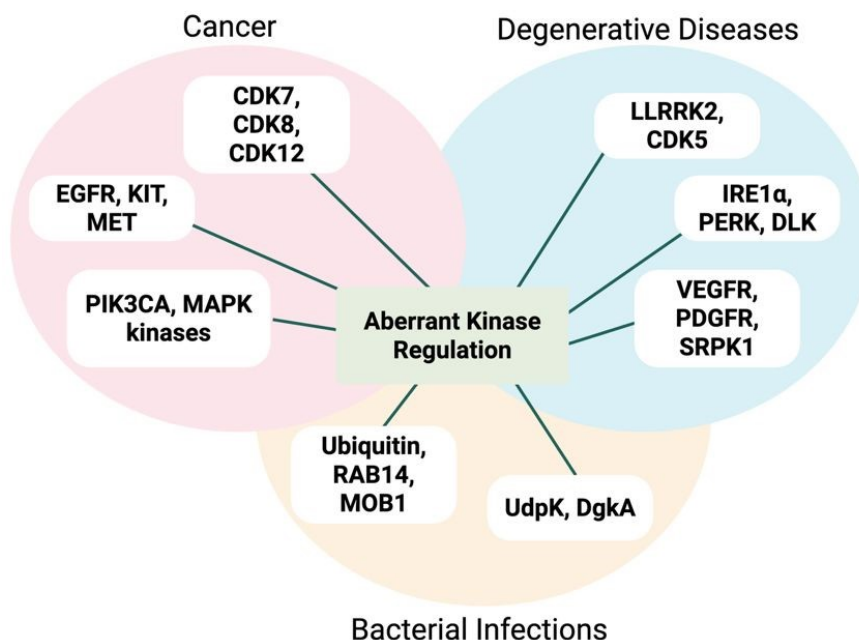 Cancer
Degenerative Diseases
CDK7,
CDK8,
CDK12
LLRRK2,
CDK5
EGFR, KIT,
MET
IRE1α,
PERK, DLK
PIK3CA, MAPK
kinases
VEGFR,
PDGFR,
SRPK1
Aberrant Kinase
Regulation
Ubiquitin,
RAB14,
MOB1
UdpK, DgkA
Bacterial Infections